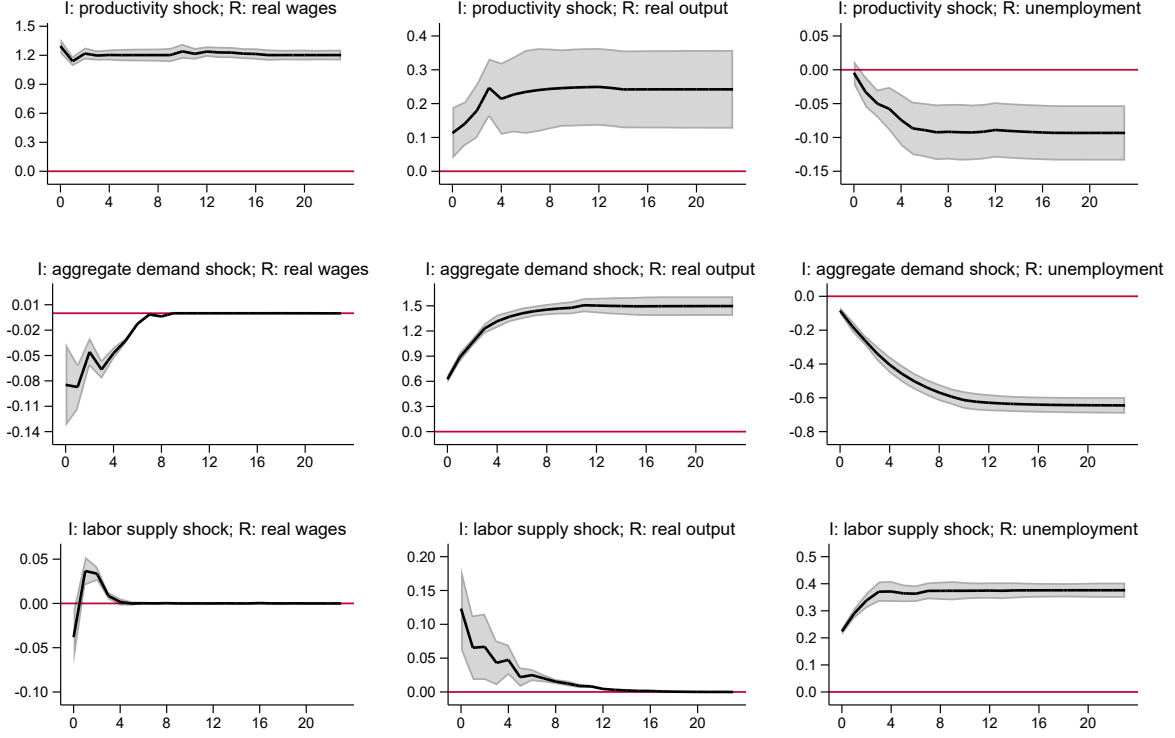 I: productivity shock; R: real wages
1.5
1.2
0.9
0.6
0.3
0.0
0 4 8 12 16 20
I: productivity shock; R: real output
0.4
0.3
0.2
0.1
0.0
0 4 8 12 16 20
I: productivity shock; R: unemployment
0.05
0.00
-0.05
-0.10
-0.15
0 4 8 12 16 20
I: aggregate demand shock; R: real wages
0.01
-0.02
-0.05
-0.08
-0.11
-0.14
0 4 8 12 16 20
I: aggregate demand shock; R: real output
1.5
1.2
0.9
0.6
0.3
0.0
0 4 8 12 16 20
I: aggregate demand shock; R: unemployment
0.0
-0.2
-0.4
-0.6
-0.8
0 4 8 12 16 20
I: labor supply shock; R: real wages
0.05
0.00
-0.05
-0.10
0 4 8 12 16 20
I: labor supply shock; R: real output
0.20
0.15
0.10
0.05
0.00
0 4 8 12 16 20
I: labor supply shock; R: unemployment
0.5
0.4
0.3
0.2
0.1
0.0
0 4 8 12 16 20